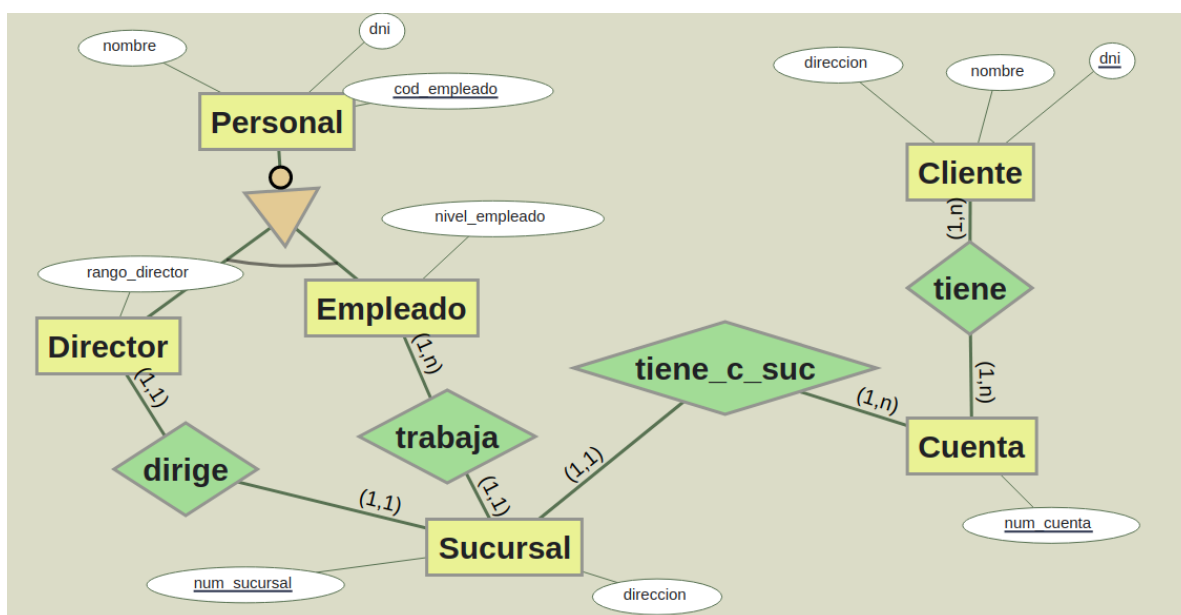 dni
nombre
cod_empleado
Personal
direccion
nombre
dni
Cliente
(1,n)
nivel_empleado
rango_director
Empleado
Director
(1,n)
(1,1)
tiene
tiene_c_suc
(1,n)
(1,n)
Cuenta
trabaja
dirige
(1,1)
(1,1)
(1,1)
Sucursal
num_sucursal
direccion
num_cuenta